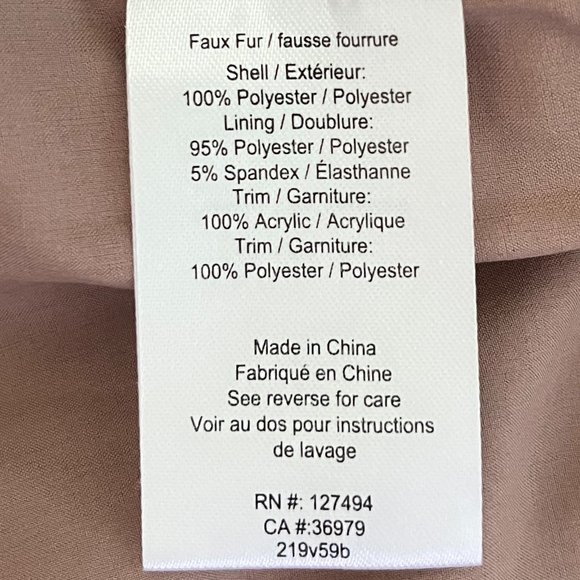 Faux Fur / fausse fourrure
Shell / Extérieur:
100% Polyester / Polyester
Lining / Doublure:
95% Polyester / Polyester
5% Spandex / Élasthanne
Trim / Garniture:
100% Acrylic / Acrylique
Trim / Garniture:
100% Polyester / Polyester
Made in China
Fabriqué en Chine
See reverse for care
Voir au dos pour instructions
de lavage
RN #: 127494
CA #:36979
219v59b